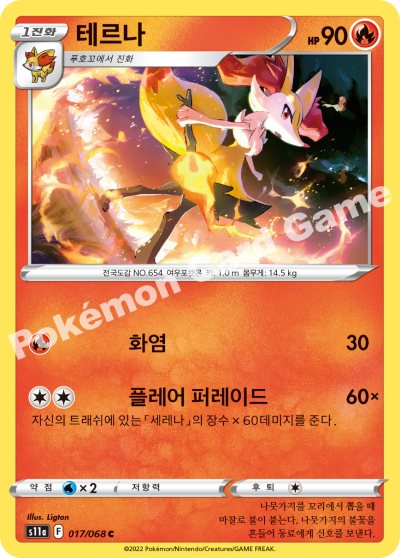 1진화
테르나
HP 90
푸호꼬에서 진화
전국도감 NO.654 여우포켓몬 키: 1.0 m 몸무게: 14.5 kg
화염 30
플레어 퍼레이드 60×
자신의 트래쉬에 있는 「세레나」의 장수 × 60데미지를 준다.
Pokémon Card Game
약점 ×2 저항력 후퇴
Illus. Ligton
s11a F 017/068 C
나뭇가지를 꼬리에서 뽑을 때
마찰로 불이 붙는다. 나뭇가지의 불꽃을
흔들어 동료에게 신호를 보낸다.
©2022 Pokémon/Nintendo/Creatures/GAME FREAK.